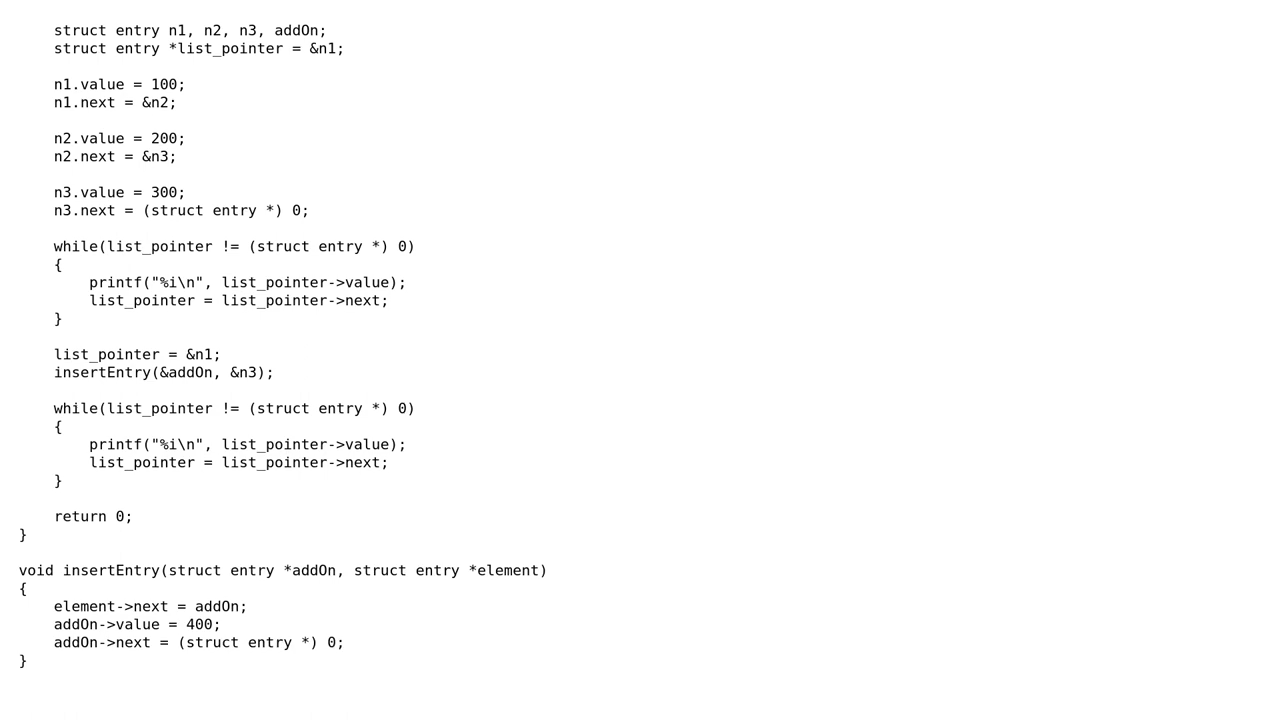 struct entry n1, n2, n3, addOn;
struct entry *list_pointer = &n1;
n1.value = 100;
n1.next = &n2;
n2.value = 200;
n2.next = &n3;
n3.value = 300;
n3.next = (struct entry *) 0;
while(list_pointer != (struct entry *) 0)
{
printf("%i\n", list_pointer->value);
list_pointer = list_pointer->next;
}
list_pointer = &n1;
insertEntry(&addOn, &n3);
while(list_pointer != (struct entry *) 0)
{
printf("%i\n", list_pointer->value);
list_pointer = list_pointer->next;
}
return 0;
}
void insertEntry(struct entry *addOn, struct entry *element)
{
element->next = addOn;
addOn->value = 400;
addOn->next = (struct entry *) 0;
}